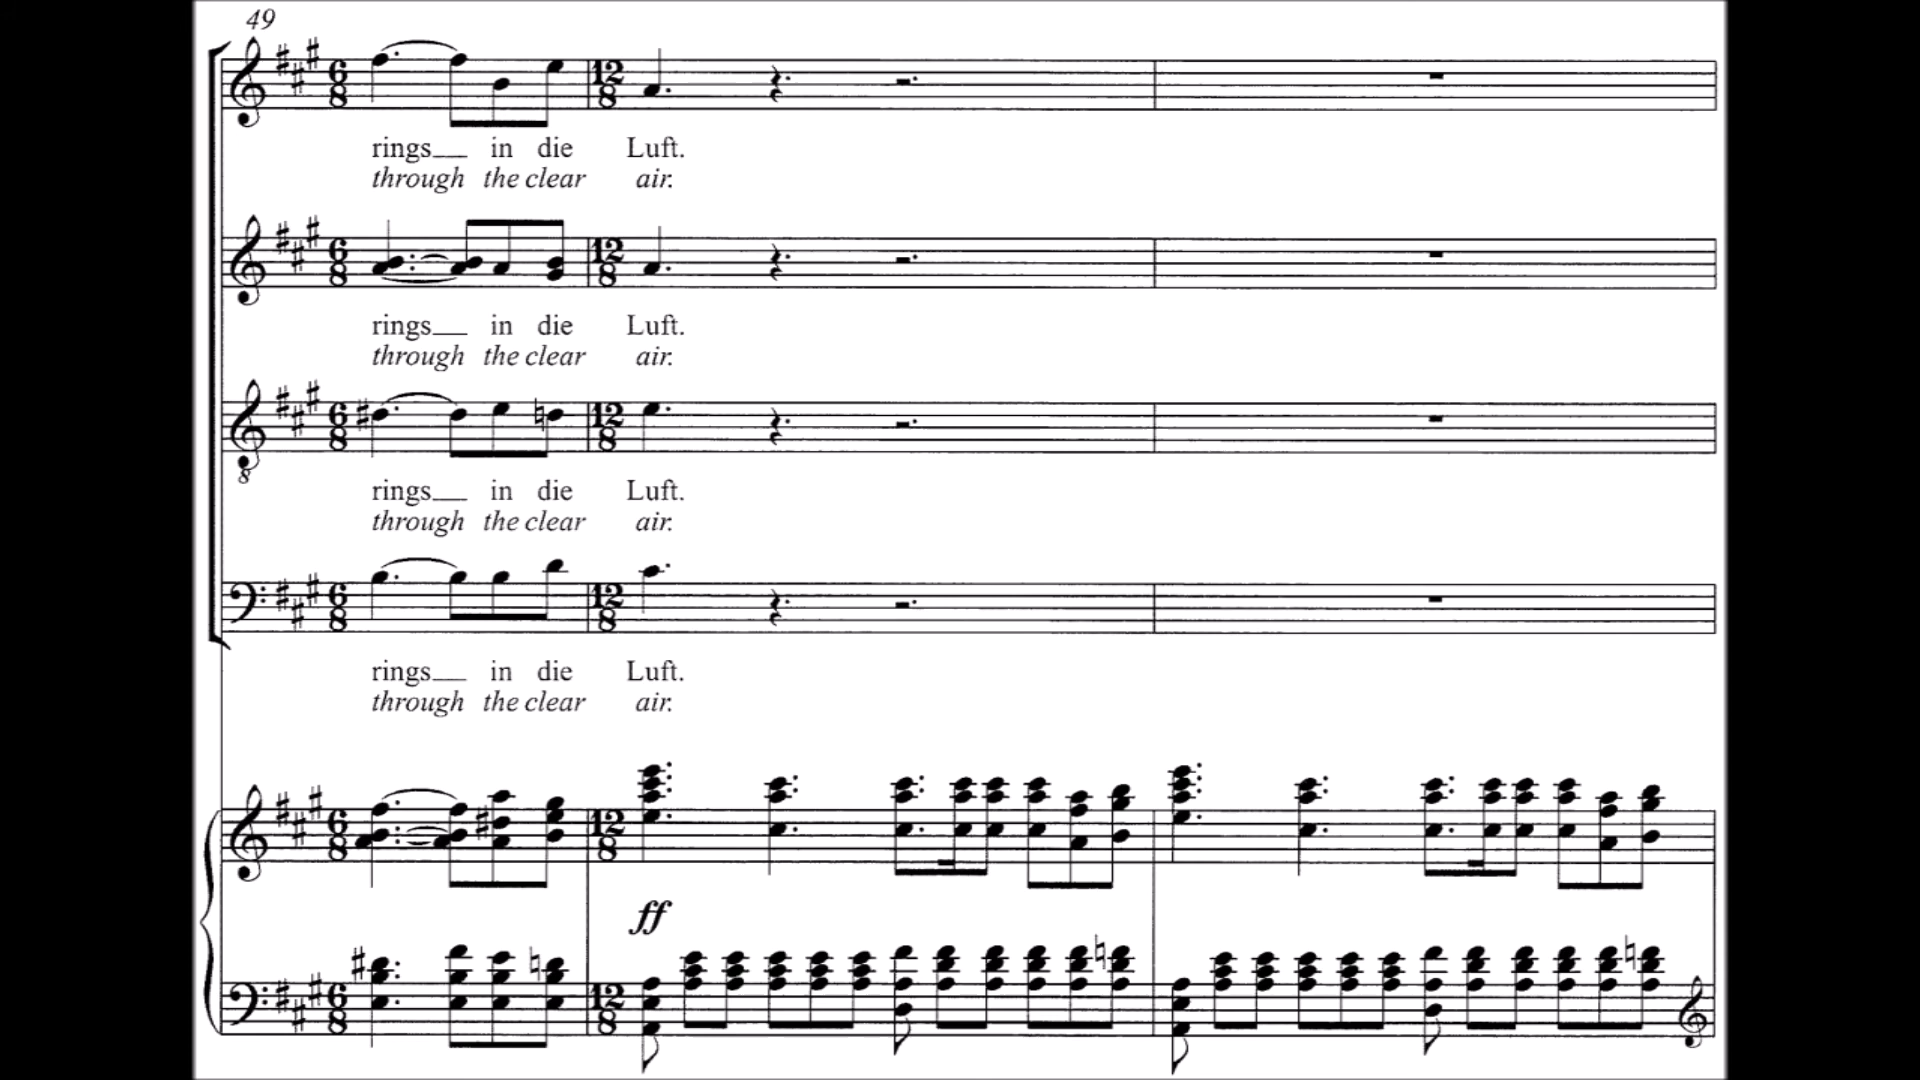 49
rings in die Luft.
through the clear air.
rings in die Luft.
through the clear air.
rings in die Luft.
through the clear air.
rings in die Luft.
through the clear air.
ff